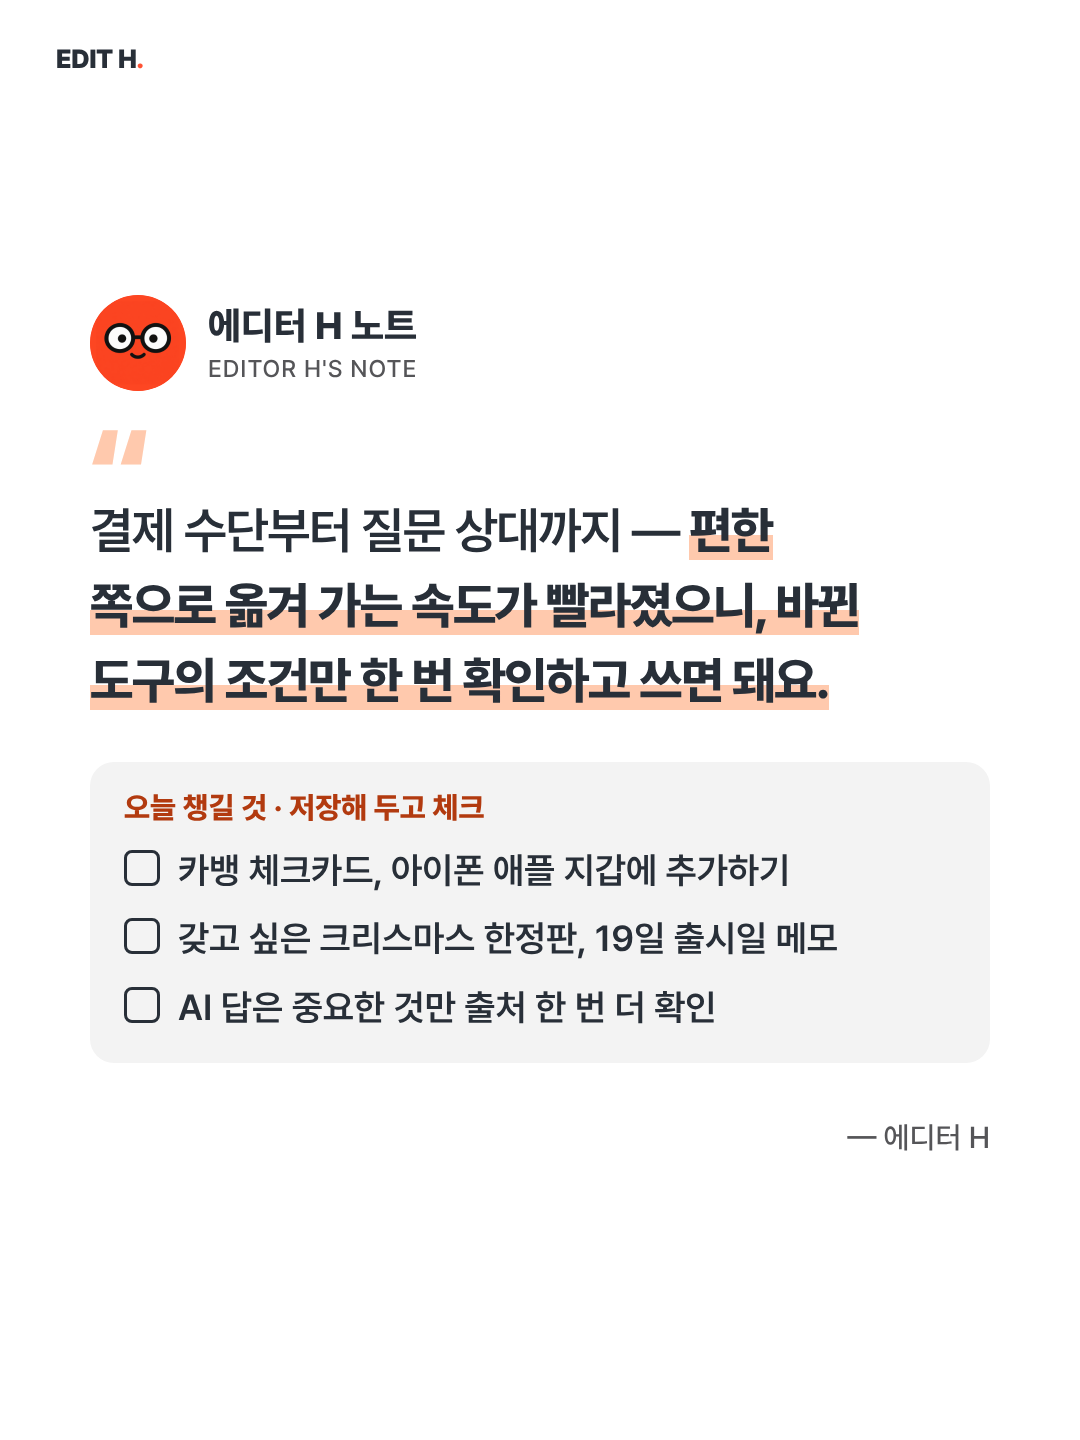 EDIT H.
에디터 H 노트
EDITOR H'S NOTE
“
결제 수단부터 질문 상대까지 — 편한
쪽으로 옮겨 가는 속도가 빨라졌으니, 바뀐
도구의 조건만 한 번 확인하고 쓰면 돼요.
오늘 챙길 것 · 저장해 두고 체크
카뱅 체크카드, 아이폰 애플 지갑에 추가하기
갖고 싶은 크리스마스 한정판, 19일 출시일 메모
AI 답은 중요한 것만 출처 한 번 더 확인
— 에디터 H